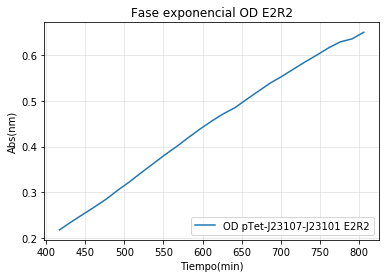 Fase exponencial OD E2R2
Abs(nm)
0.6
0.5
0.4
0.3
0.2
OD pTet-J23107-J23101 E2R2
400 450 500 550 600 650 700 750 800
Tiempo(min)